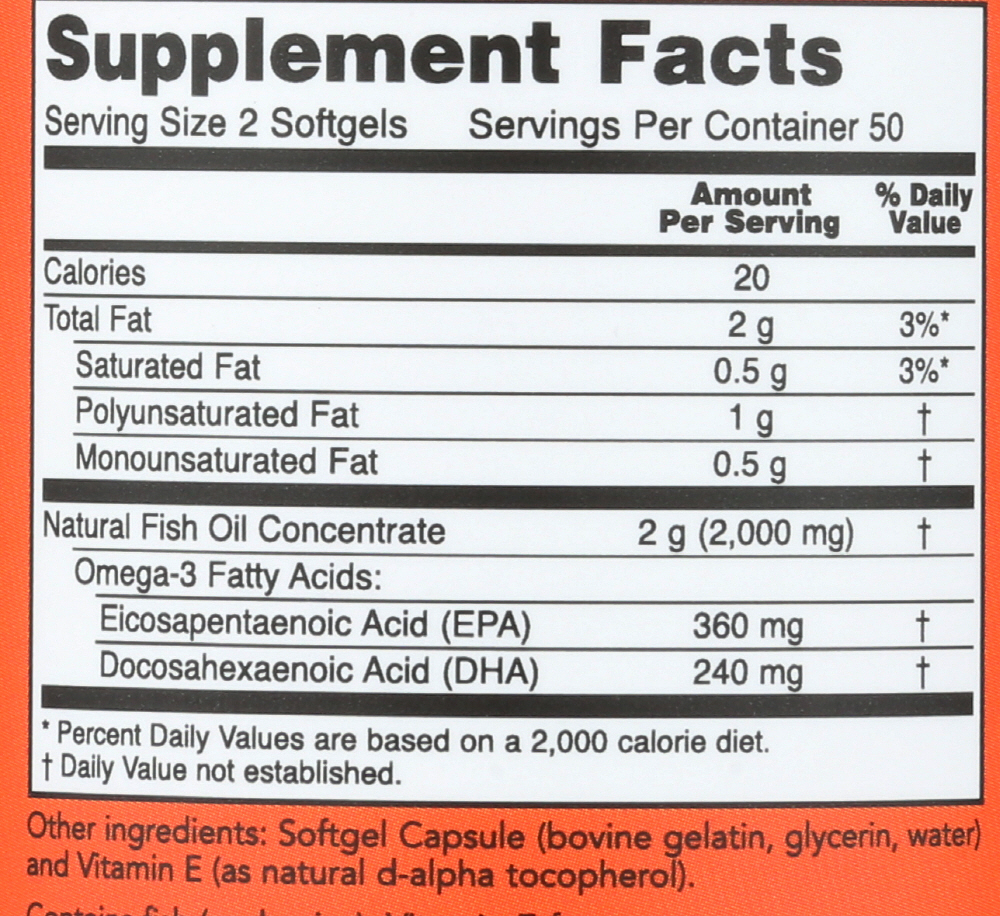 Supplement Facts
Serving Size 2 Softgels Servings Per Container 50
Amount Per Serving % Daily Value
Calories 20
Total Fat 2 g 3%*
Saturated Fat 0.5 g 3%*
Polyunsaturated Fat 1 g †
Monounsaturated Fat 0.5 g †
Natural Fish Oil Concentrate 2 g (2,000 mg) †
Omega-3 Fatty Acids:
Eicosapentaenoic Acid (EPA) 360 mg †
Docosahexaenoic Acid (DHA) 240 mg †
* Percent Daily Values are based on a 2,000 calorie diet.
† Daily Value not established.
Other ingredients: Softgel Capsule (bovine gelatin, glycerin, water)
and Vitamin E (as natural d-alpha tocopherol).